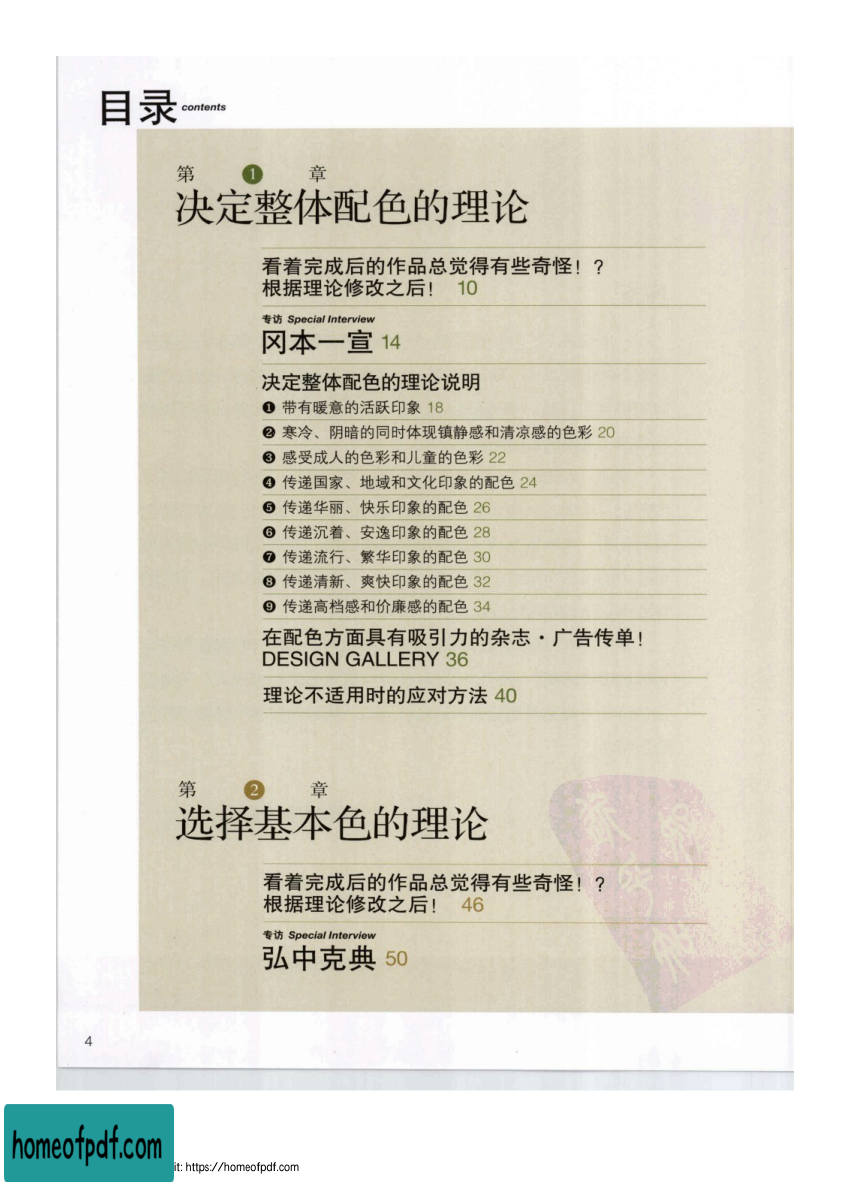 目录 contents
第 1 章
决定整体配色的理论
看着完成后的作品总觉得有些奇怪！？
根据理论修改之后！ 10
专访 Special Interview
冈本一宣 14
决定整体配色的理论说明
❶ 带有暖意的活跃印象 18
❷ 寒冷、阴暗的同时体现镇静感和清凉感的色彩 20
❸ 感受成人的色彩和儿童的色彩 22
❹ 传递国家、地域和文化印象的配色 24
❺ 传递华丽、快乐印象的配色 26
❻ 传递沉着、安逸印象的配色 28
❼ 传递流行、繁华印象的配色 30
❽ 传递清新、爽快印象的配色 32
❾ 传递高档感和价廉感的配色 34
在配色方面具有吸引力的杂志·广告传单！
DESIGN GALLERY 36
理论不适用时的应对方法 40
第 2 章
选择基本色的理论
看着完成后的作品总觉得有些奇怪！？
根据理论修改之后！ 46
专访 Special Interview
弘中克典 50
4
homeofpdf.com
it: https://homeofpdf.com